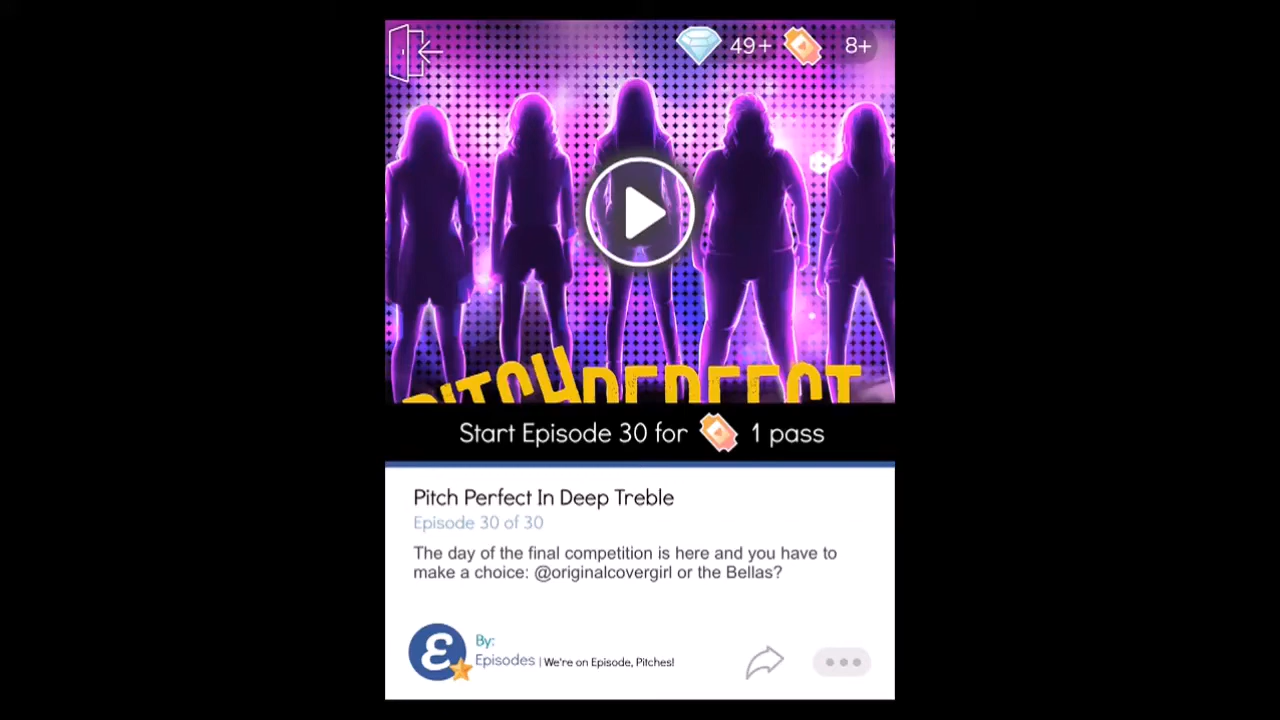 49+ 8+
PITCH PERFECT
Start Episode 30 for 1 pass
Pitch Perfect In Deep Treble
Episode 30 of 30
The day of the final competition is here and you have to
make a choice: @originalcovergirl or the Bellas?
By:
Episodes | We're on Episode, Pitches!